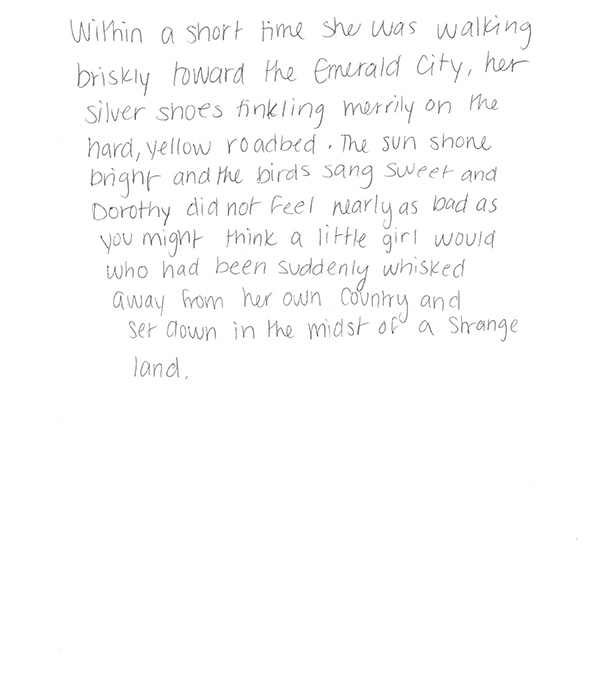 Within a short time she was walking
briskly toward the Emerald City, her
silver shoes tinkling merrily on the
hard, yellow roadbed. The sun shone
bright and the birds sang sweet and
Dorothy did not feel nearly as bad as
you might think a little girl would
who had been suddenly whisked
away from her own country and
set down in the midst of a strange
land.